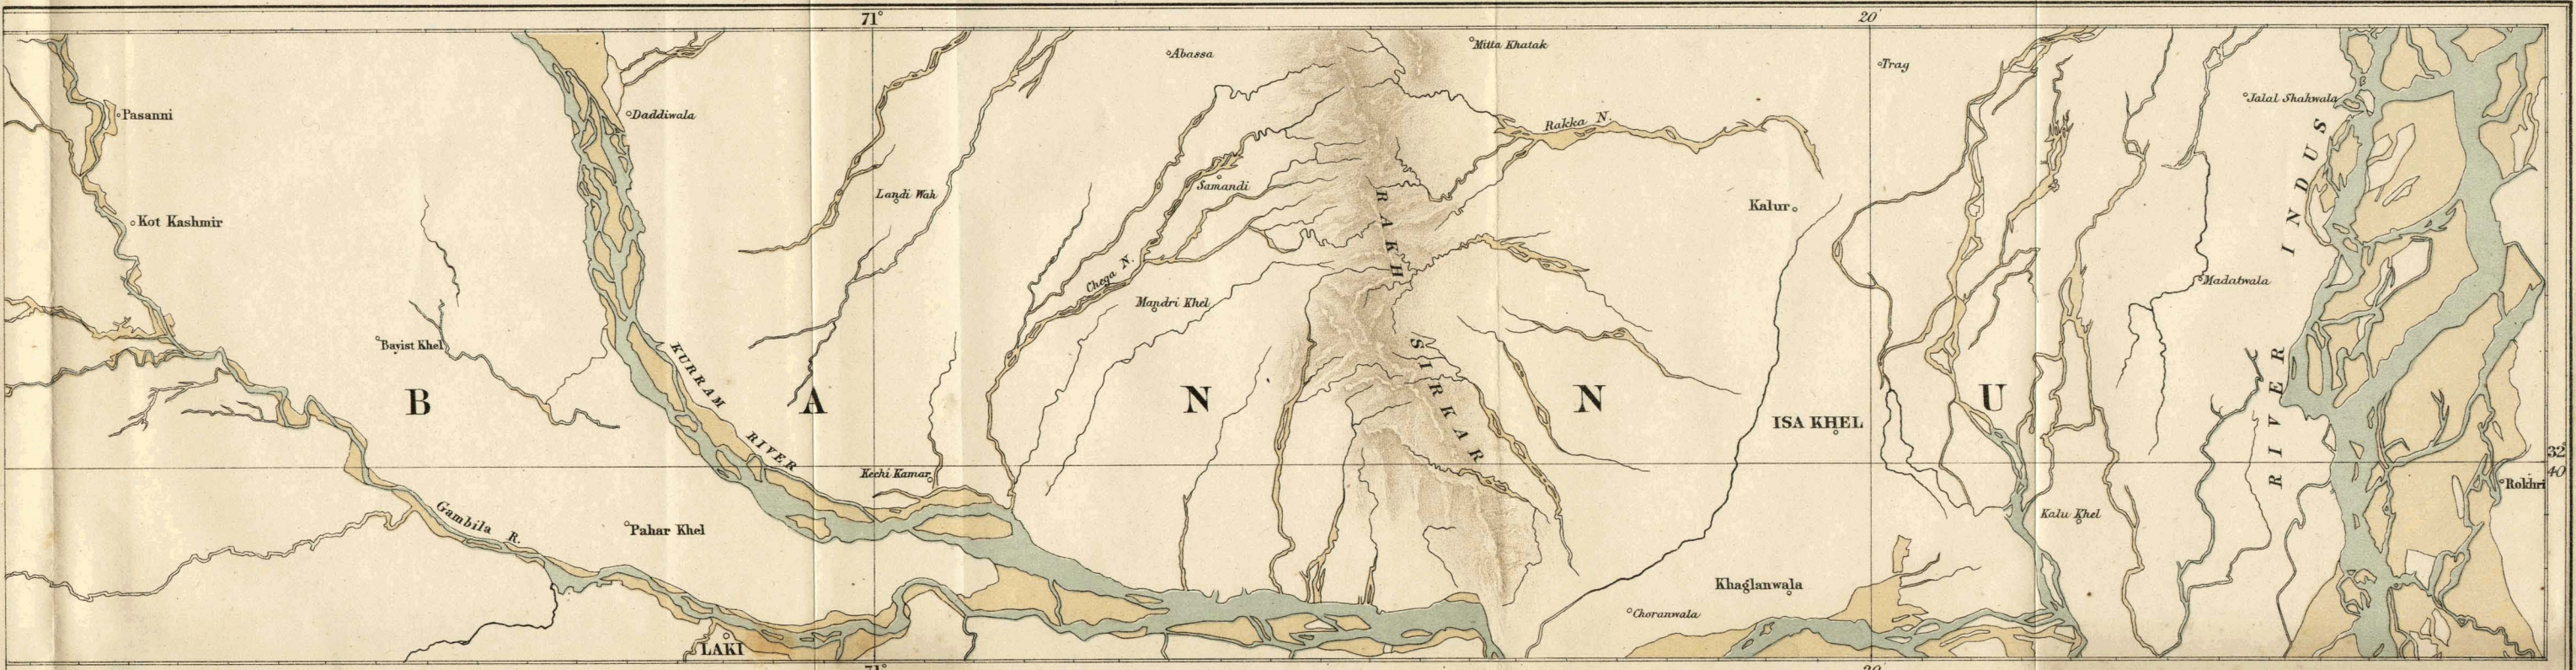 71°
20'
Abassa
Mitta Khatak
Trag
Jalal Shahwala
Pasanni
Daddiwala
Rakka N.
Landi Wah
Samandi
Kalur
Kot Kashmir
Chega N.
Mandri Khel
Madatwala
RAKH SIRKAR
RIVER INDUS
Bayist Khel
KURRAM RIVER
B A N N U
ISA KHEL
Kechi Kamar
32°
40'
Rokhri
Gambila R.
Pahar Khel
Kalu Khel
Khaglanwala
Choranwala
LAKI
71°
20'